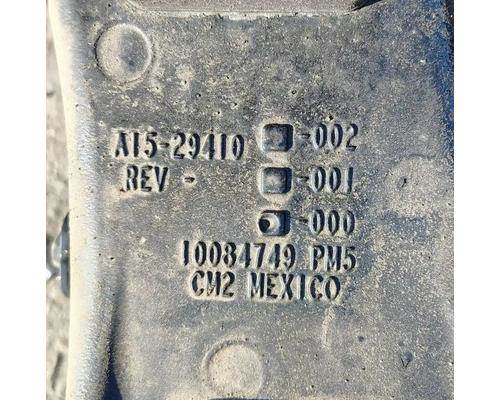 A15-29410 -002
REV - -001
-000
10084749 PM5
CM2 MEXICO